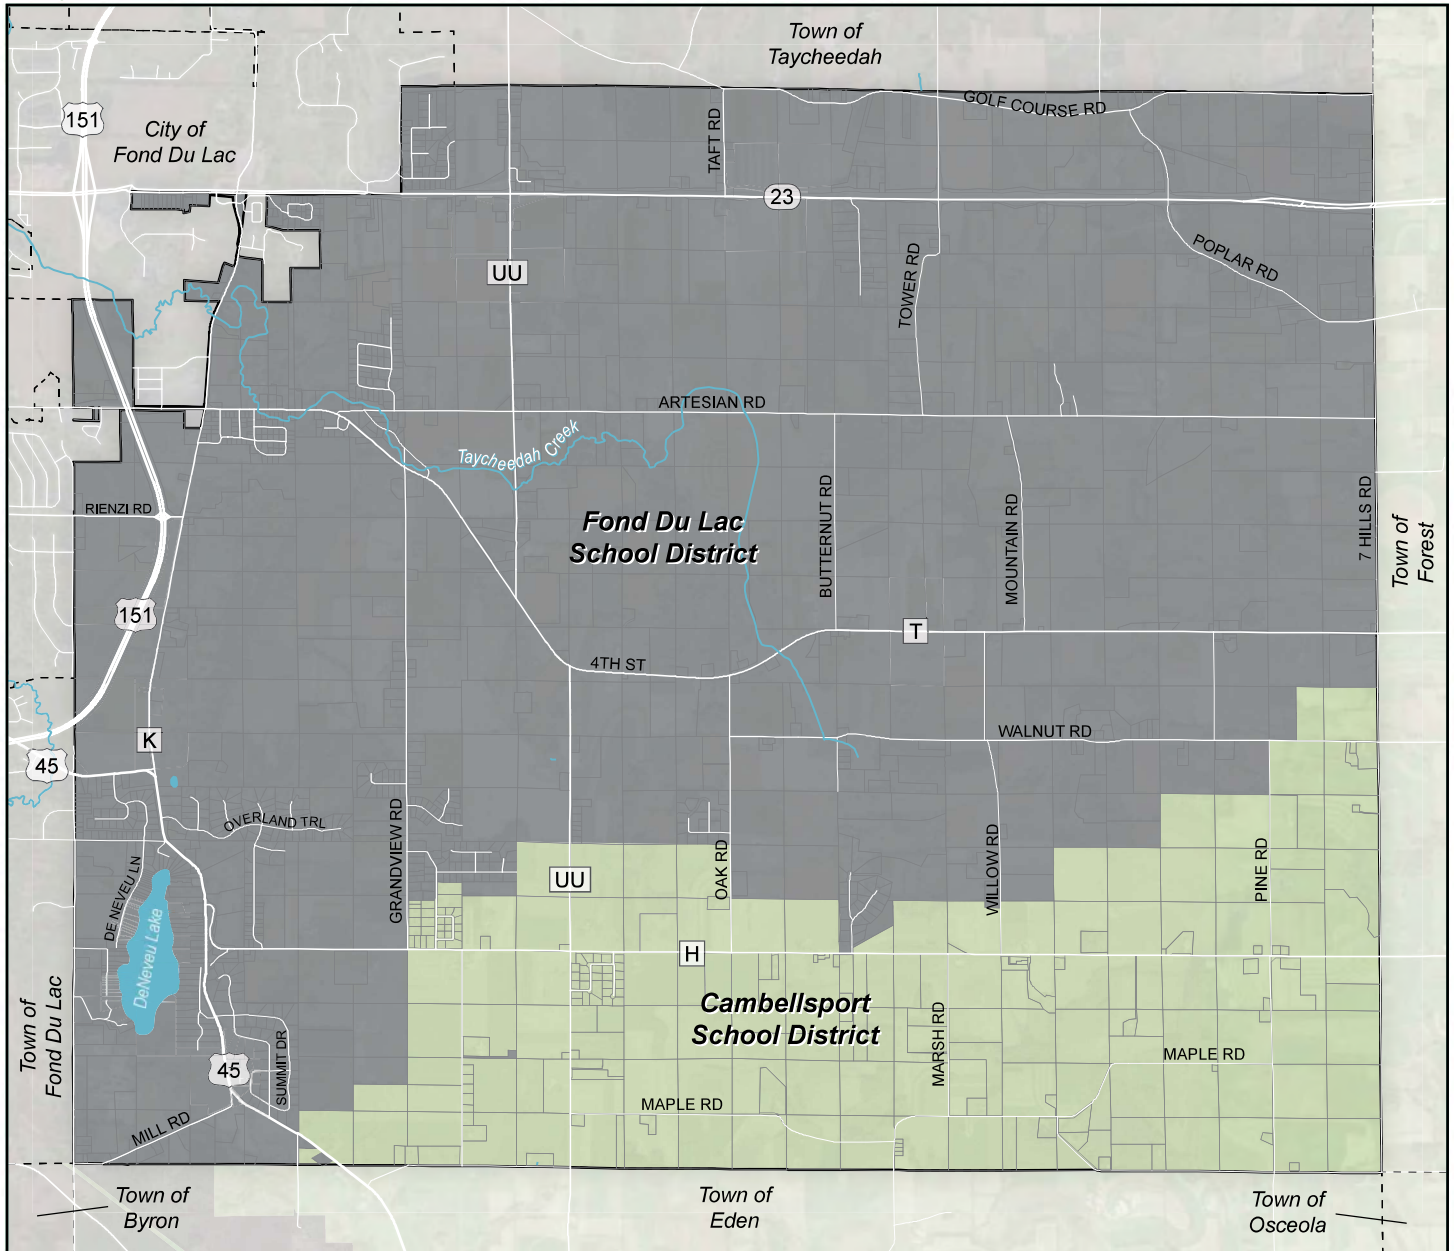 Town of
Taycheedah
151
City of
Fond Du Lac
GOLF COURSE RD
TAFT RD
23
UU
TOWER RD
POPLAR RD
ARTESIAN RD
Taycheedah Creek
RIENZI RD
Fond Du Lac
School District
BUTTERNUT RD
MOUNTAIN RD
7 HILLS RD
Town of
Forest
151
T
4TH ST
K
WALNUT RD
45
OVERLAND TRL
GRANDVIEW RD
DE NEVEU LN
UU
OAK RD
WILLOW RD
PINE RD
DeNeveu Lake
H
Cambellsport
School District
Town of
Fond Du Lac
SUMMIT DR
MARSH RD
MAPLE RD
45
MAPLE RD
MILL RD
Town of
Byron
Town of
Eden
Town of
Osceola